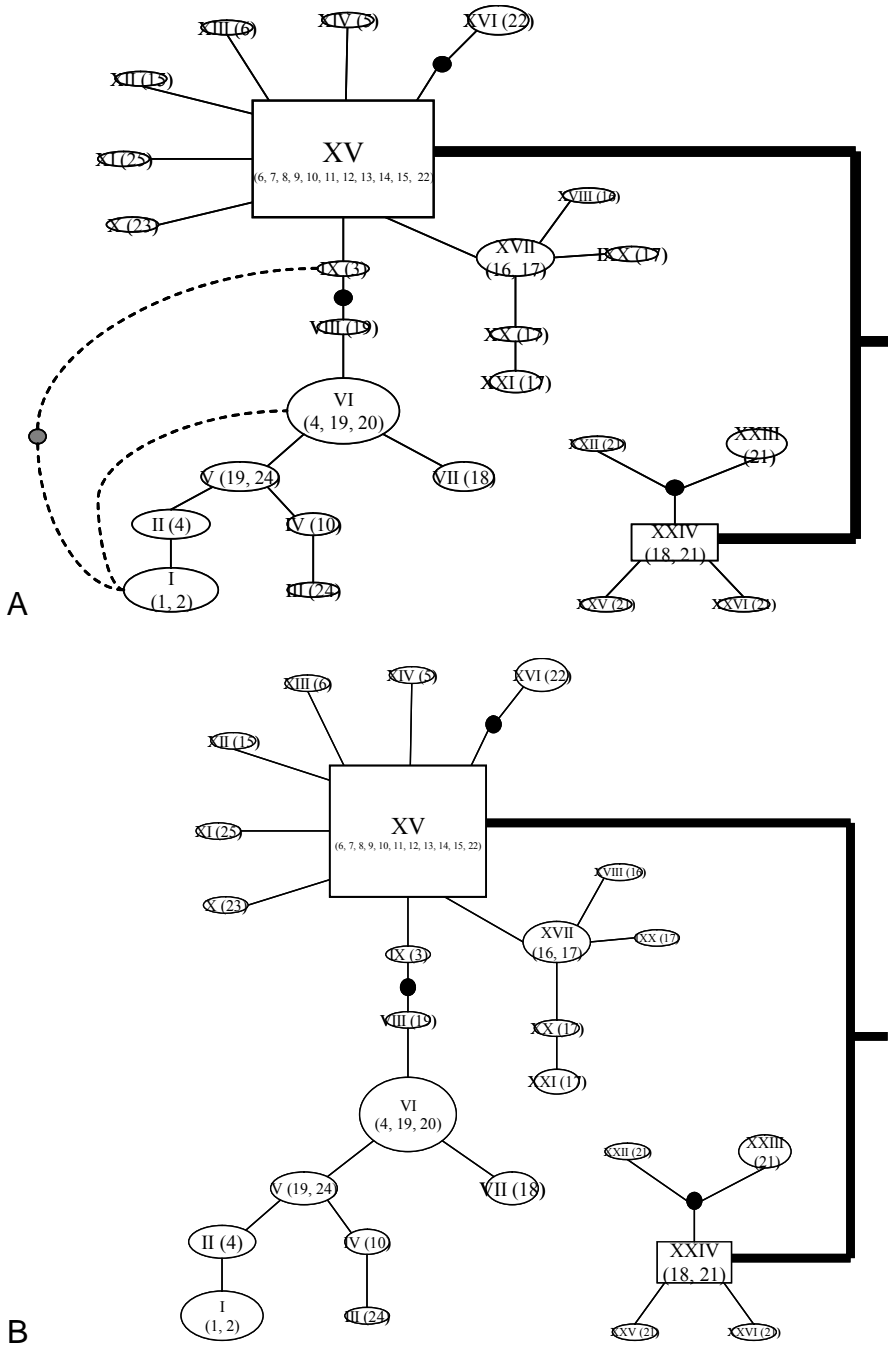 XIV (5)
XVI (22)
XIII (6)
XII (15)
XV
(6, 7, 8, 9, 10, 11, 12, 13, 14, 15, 22)
XI (25)
XVIII (16)
X (23)
XVII
(16, 17)
IXX (17)
IX (3)
VIII (19)
XX (17)
XXI (17)
VI
(4, 19, 20)
XXII (21)
XXIII
(21)
V (19, 24)
VII (18)
II (4)
IV (10)
XXIV
(18, 21)
I
(1, 2)
III (24)
XXV (21)
XXVI (21)
A
XIII (6)
XIV (5)
XVI (22)
XII (15)
XV
(6, 7, 8, 9, 10, 11, 12, 13, 14, 15, 22)
XI (25)
XVIII (16)
X (23)
XVII
(16, 17)
IXX (17)
IX (3)
VIII (19)
XX (17)
XXI (17)
VI
(4, 19, 20)
XXII (21)
XXIII
(21)
V (19, 24)
VII (18)
II (4)
IV (10)
XXIV
(18, 21)
I
(1, 2)
III (24)
XXV (21)
XXVI (21)
B